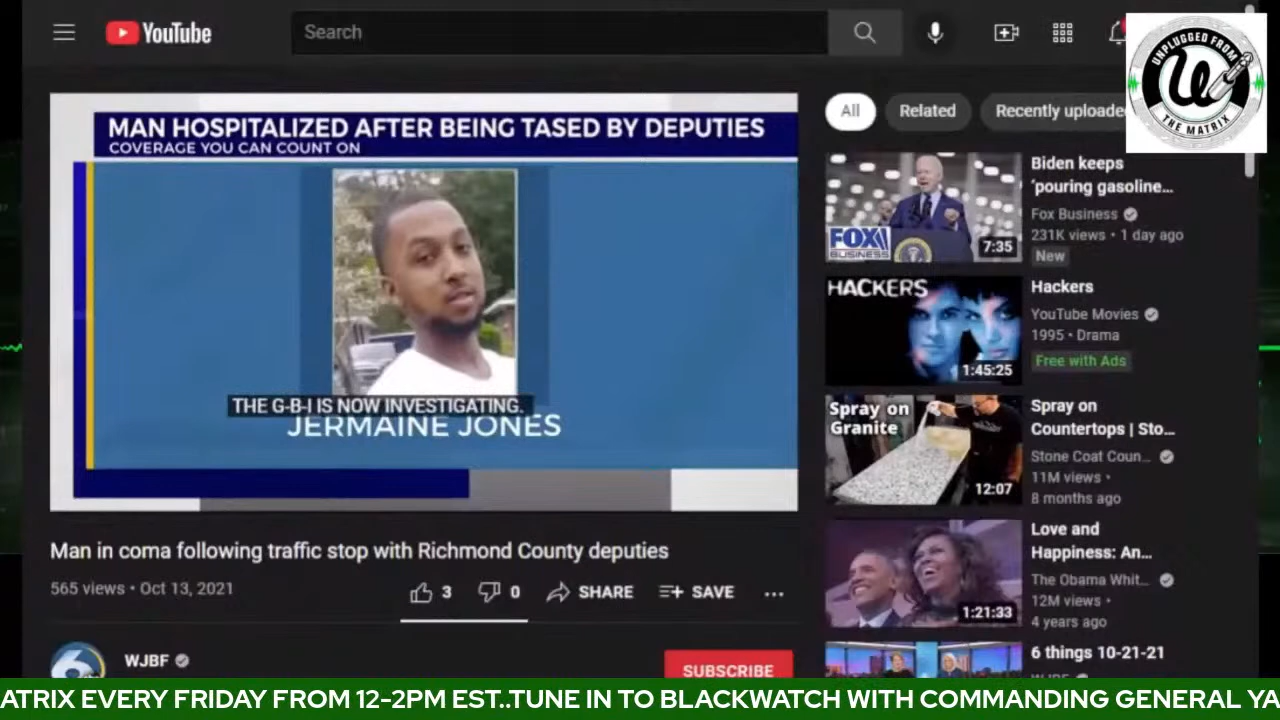 YouTube
Search
UNPLUGGED FROM
THE MATRIX
MAN HOSPITALIZED AFTER BEING TASED BY DEPUTIES
COVERAGE YOU CAN COUNT ON
THE G-B-I IS NOW INVESTIGATING.
JERMAINE JONES
Man in coma following traffic stop with Richmond County deputies
565 views • Oct 13, 2021
3
0
SHARE
SAVE
WJBF
SUBSCRIBE
All
Related
Recently uploade
FOX
BUSINESS
7:35
Biden keeps
‘pouring gasoline...
Fox Business
231K views • 1 day ago
New
HACKERS
1:45:25
Hackers
YouTube Movies
1995 • Drama
Free with Ads
Spray on
Granite
12:07
Spray on
Countertops | Sto...
Stone Coat Coun...
11M views •
8 months ago
1:21:33
Love and
Happiness: An...
The Obama Whit...
12M views •
4 years ago
6 things 10-21-21
ATRIX EVERY FRIDAY FROM 12-2PM EST..TUNE IN TO BLACKWATCH WITH COMMANDING GENERAL YA